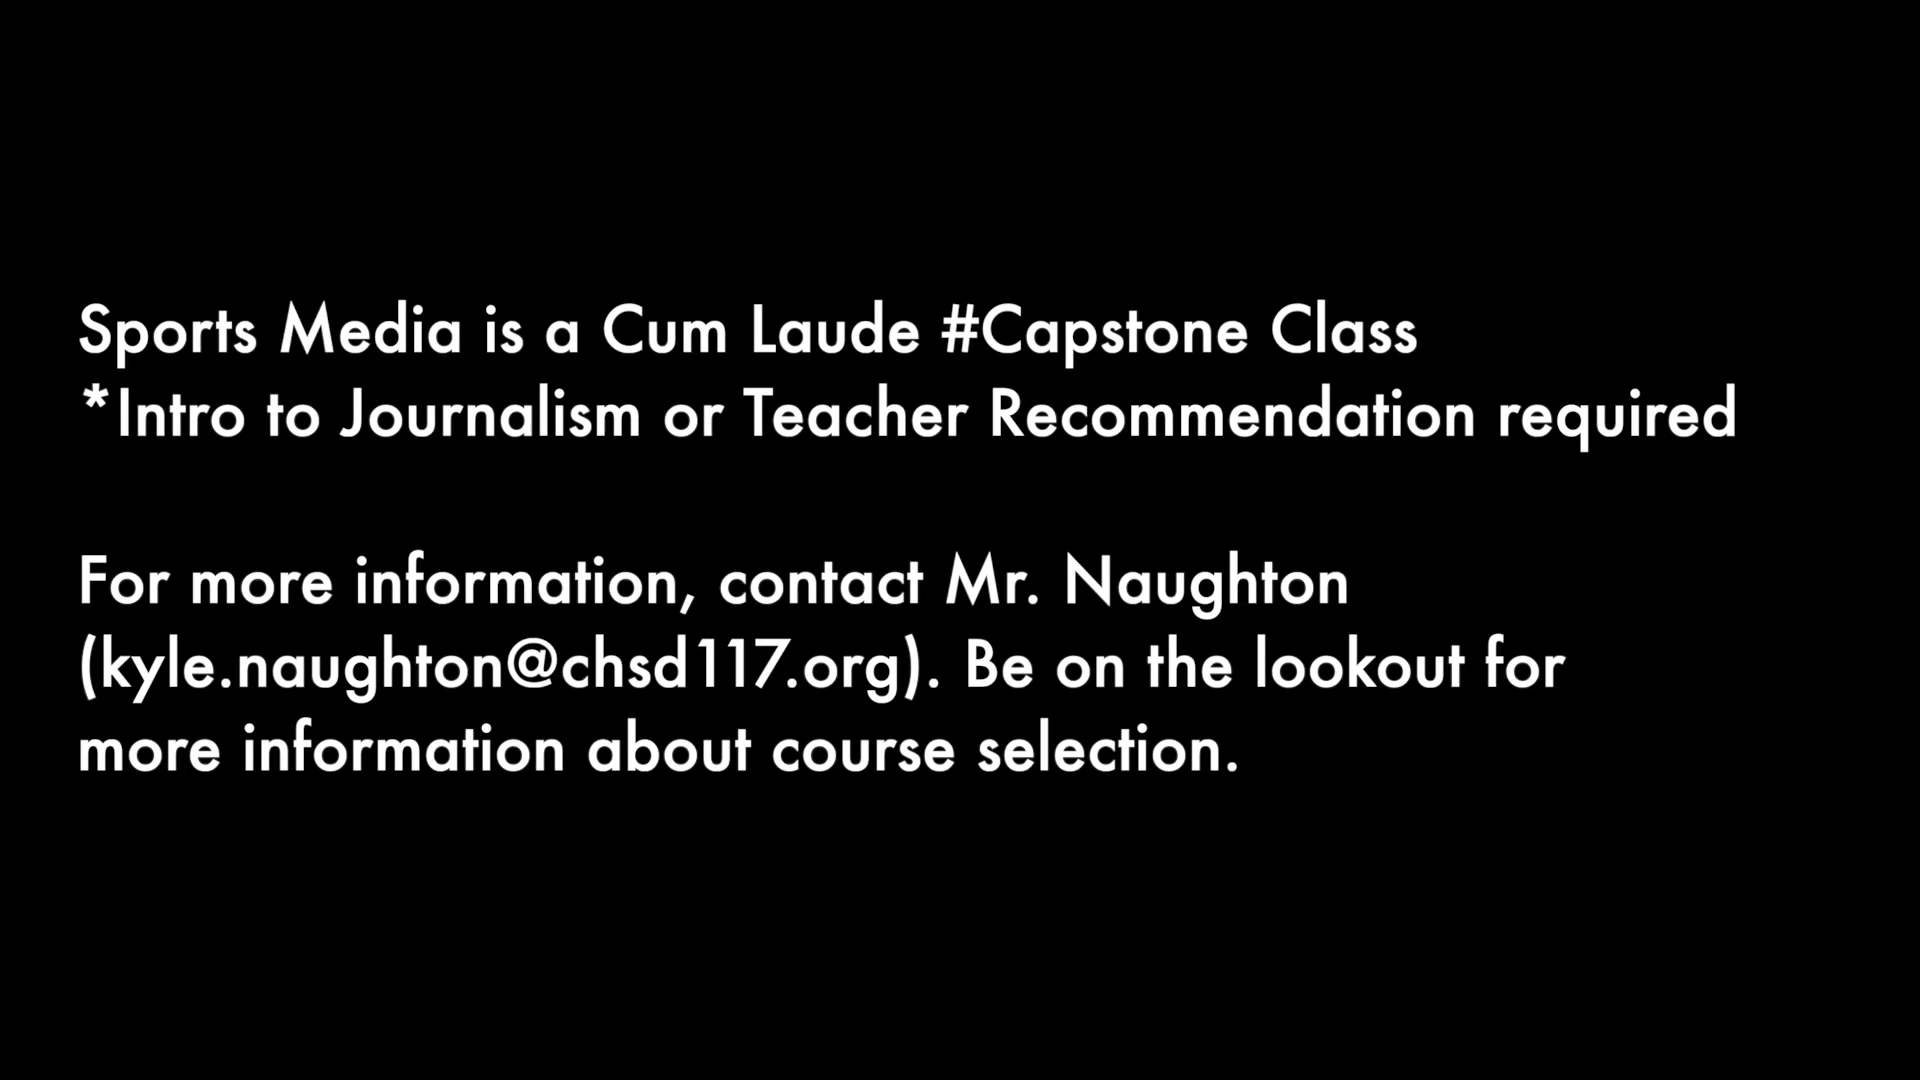 Sports Media is a Cum Laude #Capstone Class
*Intro to Journalism or Teacher Recommendation required
For more information, contact Mr. Naughton
(kyle.naughton@chsd117.org). Be on the lookout for
more information about course selection.